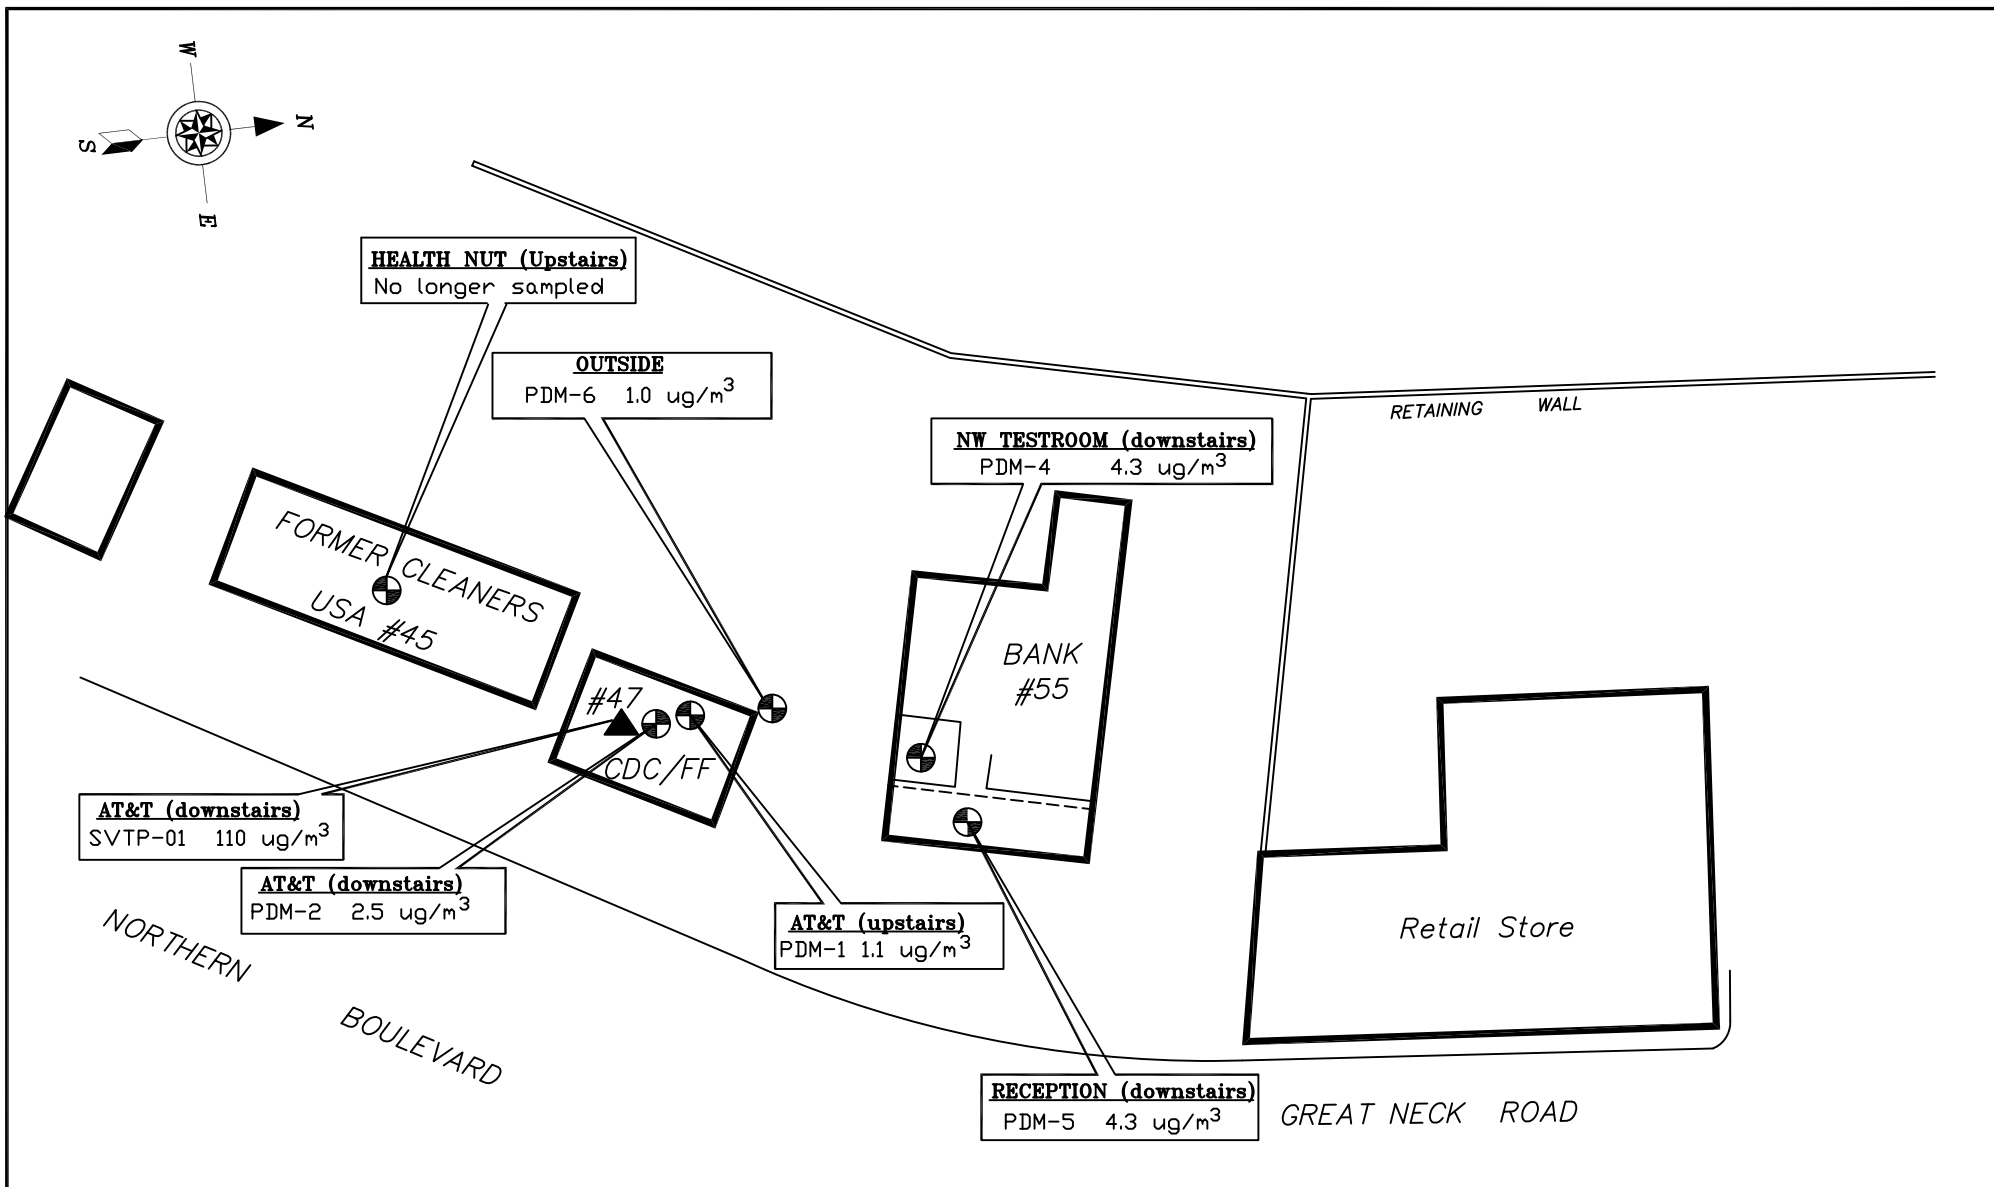 W
N
S
E
HEALTH NUT (Upstairs)
No longer sampled
OUTSIDE
PDM-6 1.0 ug/m³
RETAINING WALL
NW TESTROOM (downstairs)
PDM-4 4.3 ug/m³
FORMER CLEANERS
USA #45
BANK
#55
#47
CDC/FF
AT&T (downstairs)
SVTP-01 110 ug/m³
AT&T (downstairs)
PDM-2 2.5 ug/m³
AT&T (upstairs)
PDM-1 1.1 ug/m³
Retail Store
NORTHERN BOULEVARD
RECEPTION (downstairs)
PDM-5 4.3 ug/m³
GREAT NECK ROAD